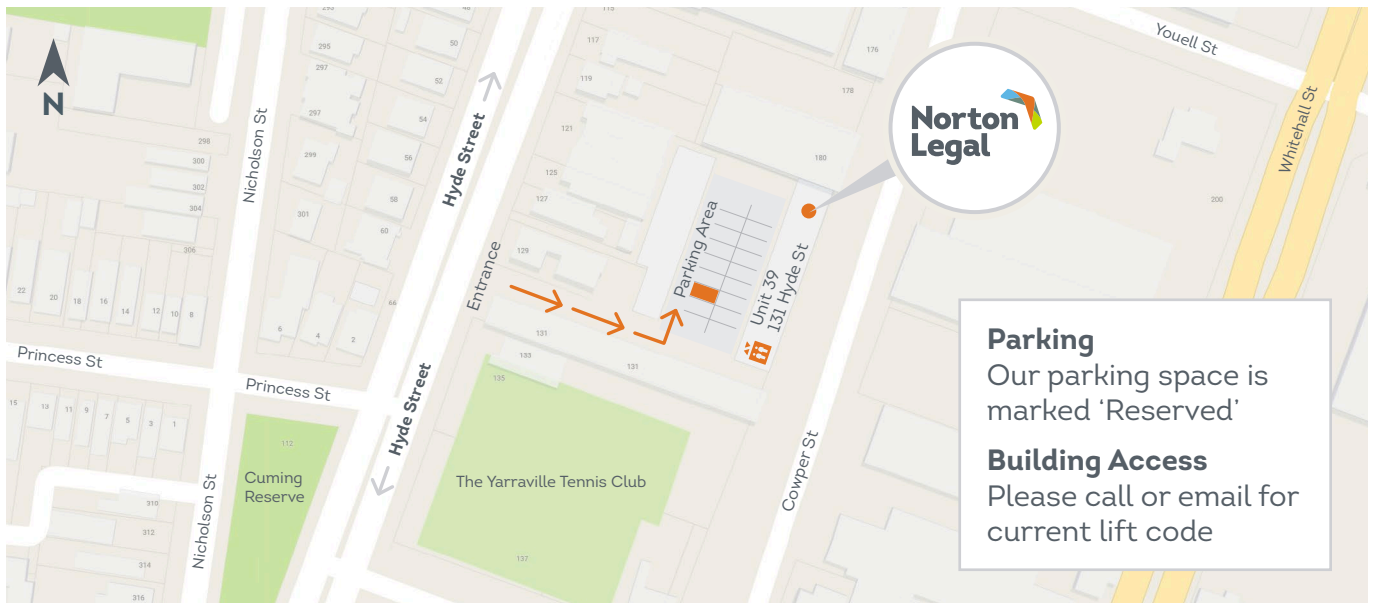 293
295
297
297
299
301
48
50
52
54
56
58
60
66
117
119
121
125
127
129
131
133
131
135
137
176
178
180
200
298
300
302
304
306
22
20
18
16
14
12
10
8
6
4
2
15
13
11
9
7
5
3
1
112
310
312
314
316
N
Nicholson St
Hyde Street
Youell St
Whitehall St
Norton
Legal
Entrance
Parking Area
Unit 39
131 Hyde St
Princess St
Princess St
Hyde Street
Nicholson St
Cuming
Reserve
The Yarraville Tennis Club
Cowper St
Parking
Our parking space is
marked ‘Reserved’
Building Access
Please call or email for
current lift code